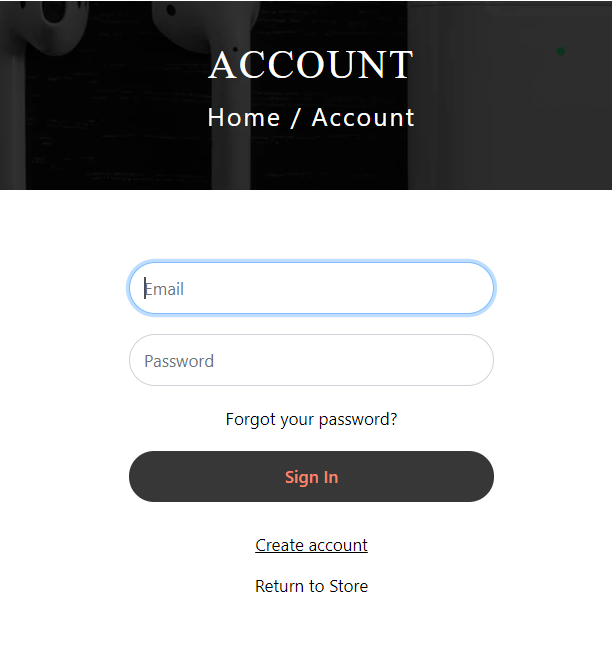 ACCOUNT
Home / Account
Email
Password
Forgot your password?
Sign In
Create account
Return to Store